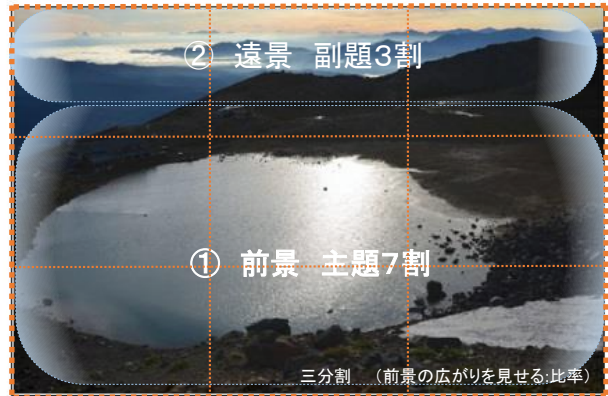 ② 遠景 副題3割
① 前景 主題7割
三分割 (前景の広がりを見せる:比率)